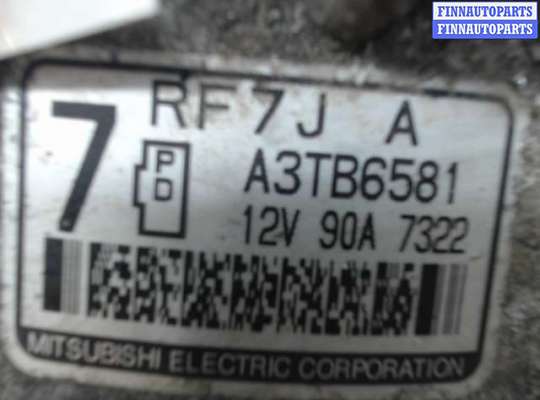 FINNAUTOPARTS
FINNAUTOPARTS
RF7J A
7
PD
A3TB6581
12V 90A 7322
MITSUBISHI ELECTRIC CORPORATION